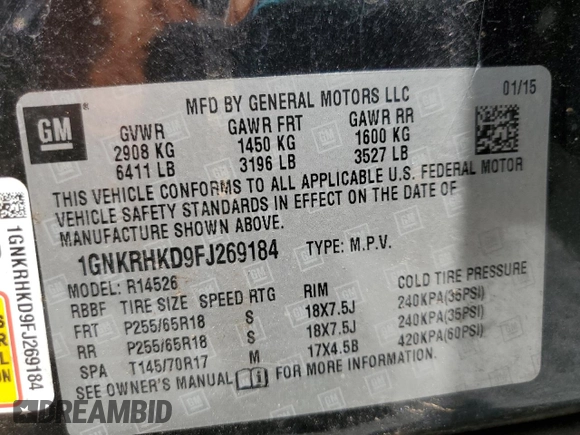 MFD BY GENERAL MOTORS LLC
01/15
GM
®
GVWR GAWR FRT GAWR RR
2908 KG 1450 KG 1600 KG
6411 LB 3196 LB 3527 LB
THIS VEHICLE CONFORMS TO ALL APPLICABLE U.S. FEDERAL MOTOR
VEHICLE SAFETY STANDARDS IN EFFECT ON THE DATE OF
MANUFACTURE SHOWN ABOVE.
1GNKRHKD9FJ269184 TYPE: M.P.V.
MODEL: R14526
RBBF TIRE SIZE SPEED RTG RIM COLD TIRE PRESSURE
FRT P255/65R18 S 18X7.5J 240KPA(35PSI)
RR P255/65R18 S 18X7.5J 240KPA(35PSI)
SPA T145/70R17 M 17X4.5B 420KPA(60PSI)
SEE OWNER'S MANUAL FOR MORE INFORMATION.
1GNKRHKD9FJ269184
DREAMBID